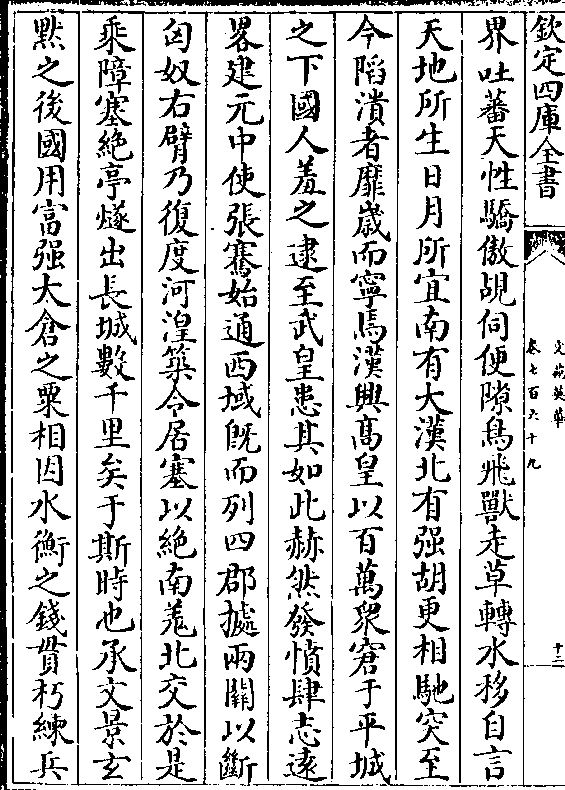 欽定四庫全書
文苑英華
卷七百六十九
十二
界吐蕃天性驕傲覘伺便隙鳥飛獸走草轉水移自言
天地所生日月所宜南有大漢北有强胡更相馳突至
今陷潰者靡嵗而寧焉漢興髙皇以百萬衆窘于平城
之下國人羞之逮至武皇患其如此赫然發憤肆志逺
畧建元中使張騫始通西域旣而列四郡據兩關以斷
匈奴右臂乃復度河湟築令居塞以絶南羗北交於是
乘障塞絶亭燧出長城數千里矣于斯時也承文景玄
黙之後國用富强太倉之粟相因水衡之錢貫朽練兵